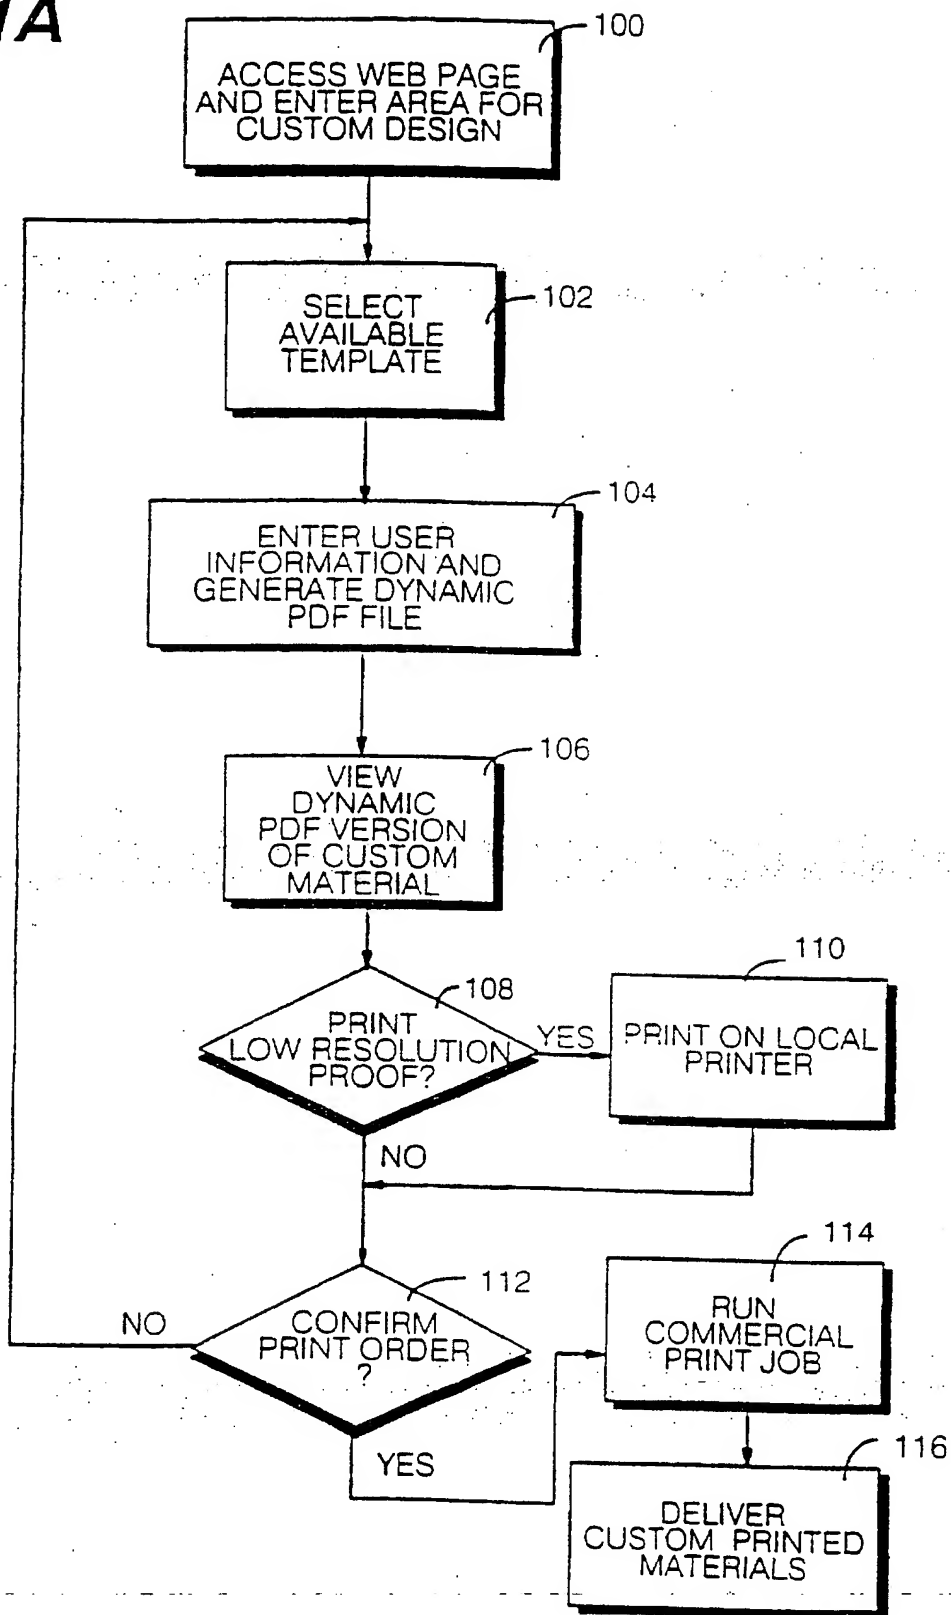 1A
100
ACCESS WEB PAGE
AND ENTER AREA FOR
CUSTOM DESIGN
102
SELECT
AVAILABLE
TEMPLATE
104
ENTER USER
INFORMATION AND
GENERATE DYNAMIC
PDF FILE
106
VIEW
DYNAMIC
PDF VERSION
OF CUSTOM
MATERIAL
108
PRINT
LOW RESOLUTION
PROOF?
YES
110
PRINT ON LOCAL
PRINTER
NO
112
CONFIRM
PRINT ORDER
?
NO
YES
114
RUN
COMMERCIAL
PRINT JOB
116
DELIVER
CUSTOM PRINTED
MATERIALS